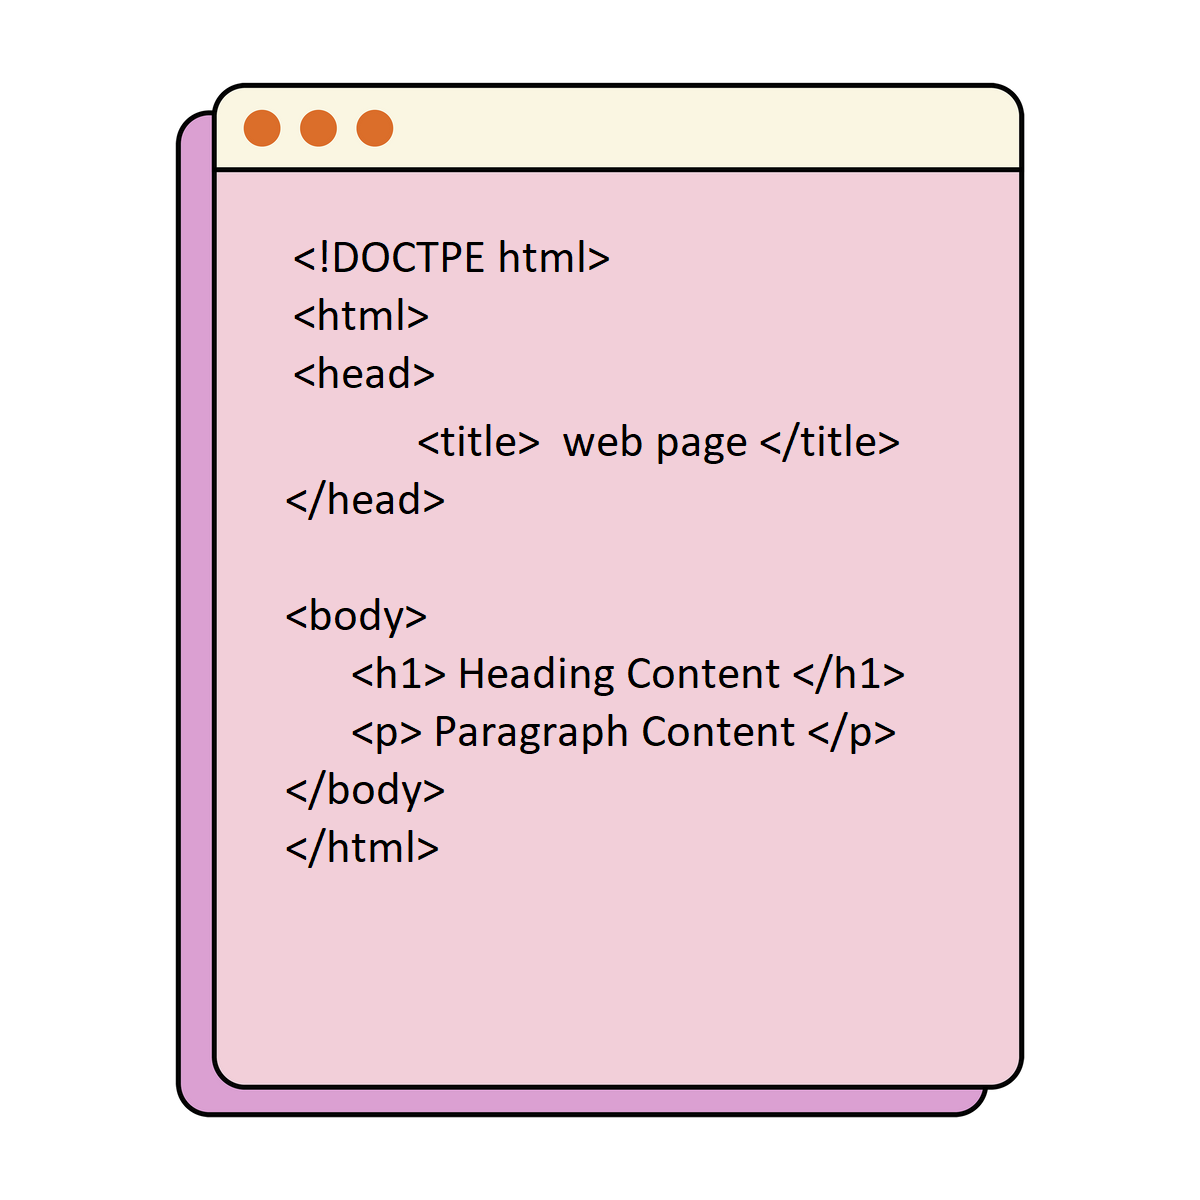 <!DOCTPE html>
<html>
<head>
<title>  web page </title>
</head>
<body>
<h1> Heading Content </h1>
<p> Paragraph Content </p>
</body>
</html>